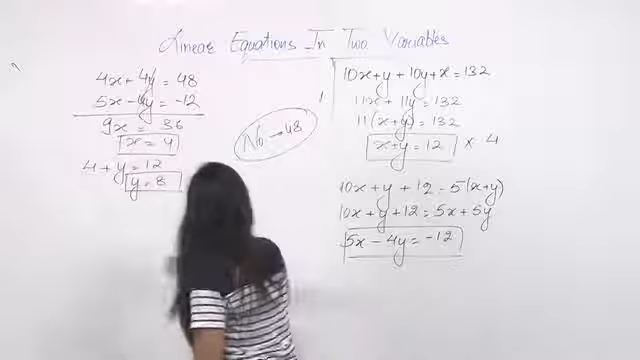 Linear Equations In Two Variables
4x + 4y = 48
5x - 4y = -12
9x = 36
x = 4
4 + y = 12
y = 8
No → 48
10x + y + 10y + x = 132
11x + 11y = 132
11(x + y) = 132
x + y = 12 × 4
10x + y + 12 = 5(x + y)
10x + y + 12 = 5x + 5y
5x - 4y = -12